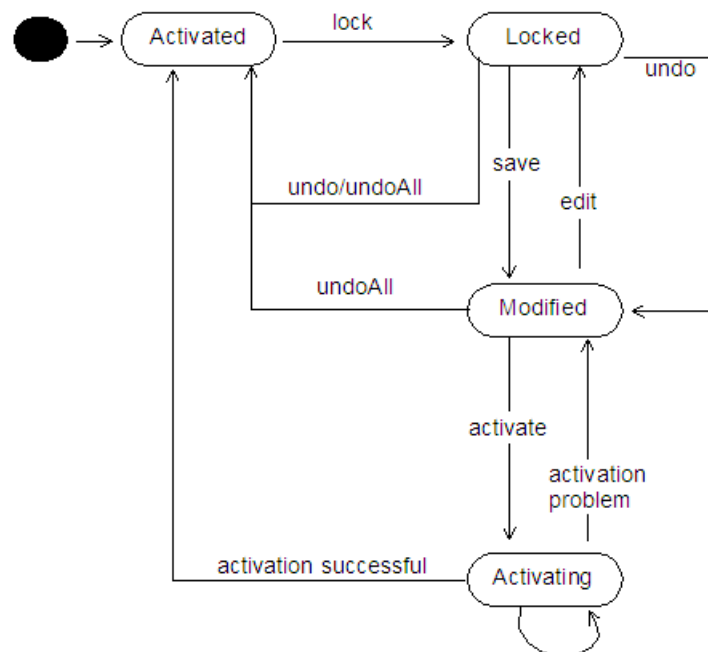 Activated
lock
Locked
undo
save
undo/undoAll
edit
undoAll
Modified
activate
activation
problem
activation successful
Activating